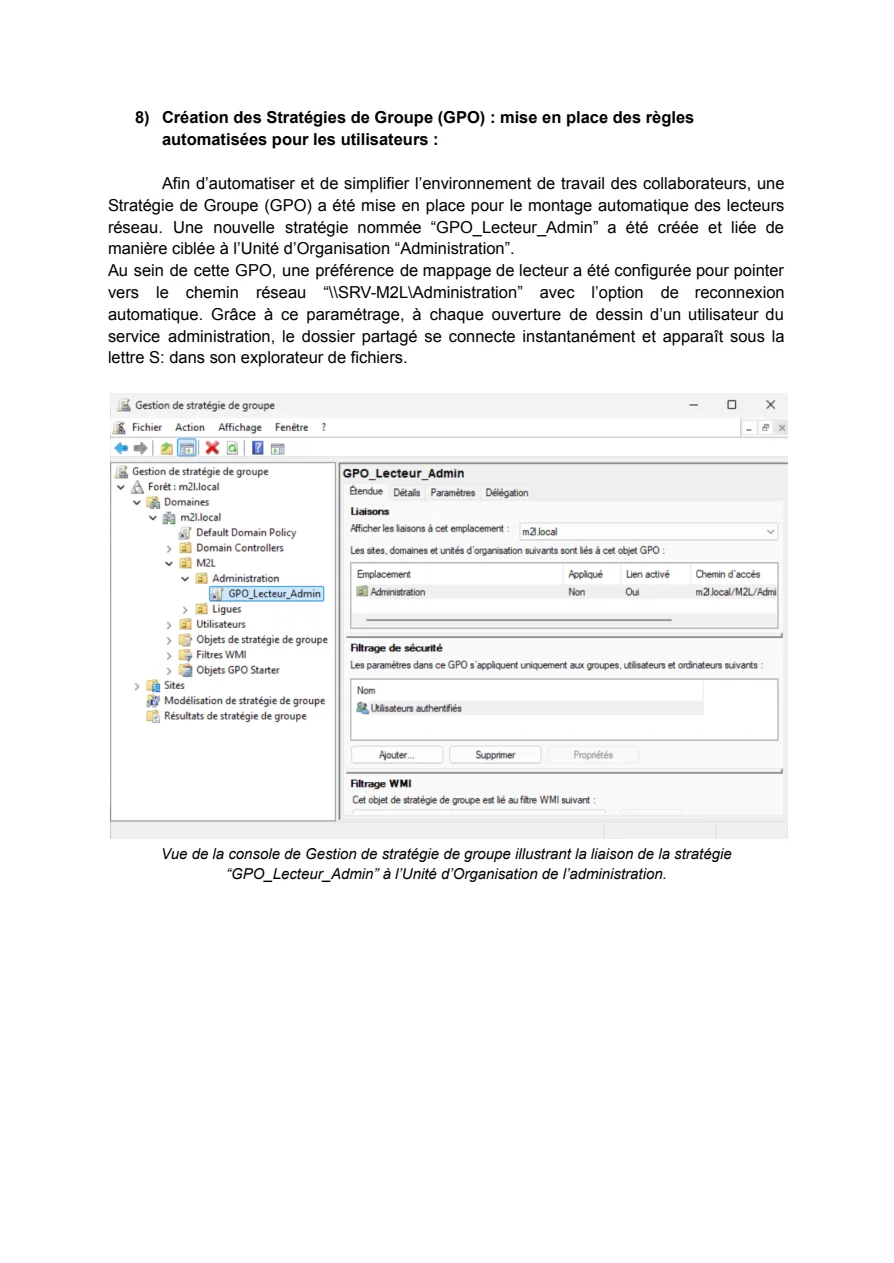 8) Création des Stratégies de Groupe (GPO) : mise en place des règles
automatisées pour les utilisateurs :
Afin d’automatiser et de simplifier l’environnement de travail des collaborateurs, une
Stratégie de Groupe (GPO) a été mise en place pour le montage automatique des lecteurs
réseau. Une nouvelle stratégie nommée “GPO_Lecteur_Admin” a été créée et liée de
manière ciblée à l’Unité d’Organisation “Administration”.
Au sein de cette GPO, une préférence de mappage de lecteur a été configurée pour pointer
vers le chemin réseau “\\SRV-M2L\Administration” avec l’option de reconnexion
automatique. Grâce à ce paramétrage, à chaque ouverture de dessin d’un utilisateur du
service administration, le dossier partagé se connecte instantanément et apparaît sous la
lettre S: dans son explorateur de fichiers.
Gestion de stratégie de groupe
Fichier Action Affichage Fenêtre ?
Gestion de stratégie de groupe
Forêt : m2l.local
Domaines
m2l.local
Default Domain Policy
Domain Controllers
M2L
Administration
GPO_Lecteur_Admin
Ligues
Utilisateurs
Objets de stratégie de groupe
Filtres WMI
Objets GPO Starter
Sites
Modélisation de stratégie de groupe
Résultats de stratégie de groupe
GPO_Lecteur_Admin
Étendue Détails Paramètres Délégation
Liaisons
Afficher les liaisons à cet emplacement : m2l.local
Les sites, domaines et unités d’organisation suivants sont liés à cet objet GPO :
Emplacement Appliqué Lien activé Chemin d’accès
Administration Non Oui m2l.local/M2L/Admi
Filtrage de sécurité
Les paramètres dans ce GPO s’appliquent uniquement aux groupes, utilisateurs et ordinateurs suivants :
Nom
Utilisateurs authentifiés
Ajouter... Supprimer Propriétés
Filtrage WMI
Cet objet de stratégie de groupe est lié au filtre WMI suivant :
Vue de la console de Gestion de stratégie de groupe illustrant la liaison de la stratégie
“GPO_Lecteur_Admin” à l’Unité d’Organisation de l’administration.